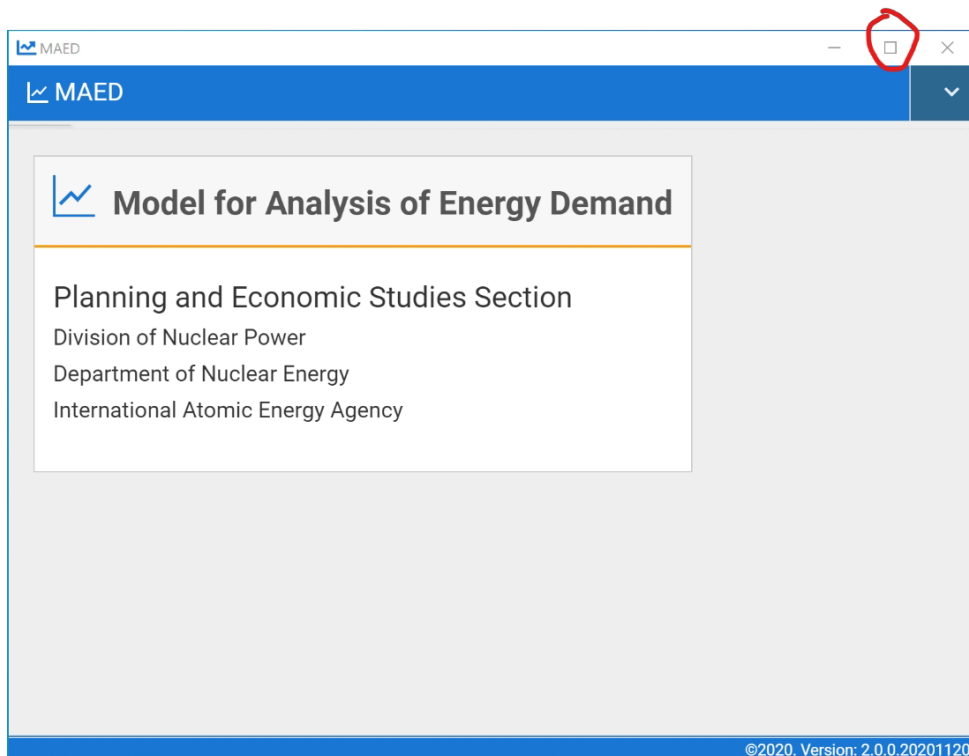 MAED
MAED
Model for Analysis of Energy Demand
Planning and Economic Studies Section
Division of Nuclear Power
Department of Nuclear Energy
International Atomic Energy Agency
©2020. Version: 2.0.0.20201120